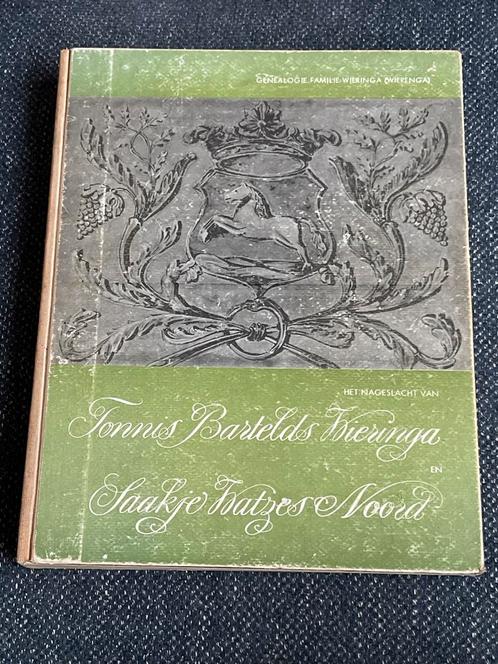 GENEALOGIE FAMILIE WIERINGA (WIERENGA)
HET NAGESLACHT VAN
Tonnis Bartelds Wieringa
EN
Saakje Hatzes Noord